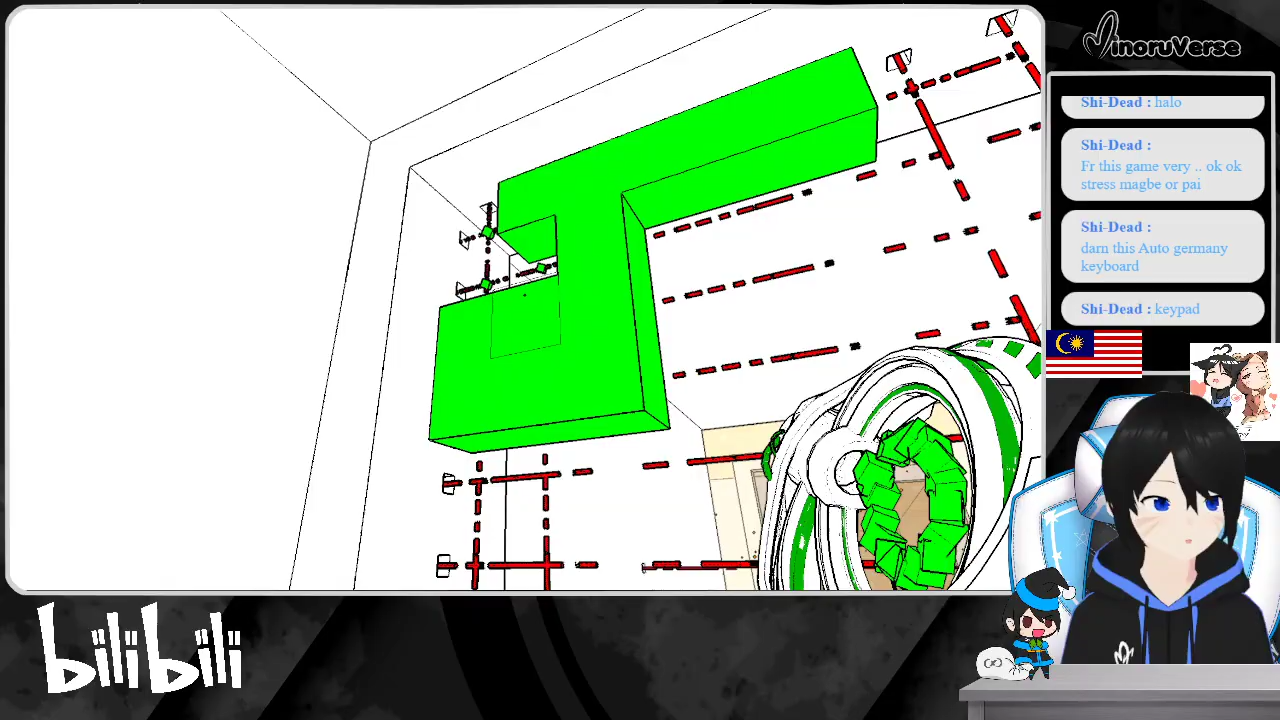 MinoruVerse
Shi-Dead : halo
Shi-Dead :
Fr this game very .. ok ok
stress magbe or pai
Shi-Dead :
darn this Auto germany
keyboard
Shi-Dead : keypad
bilibili